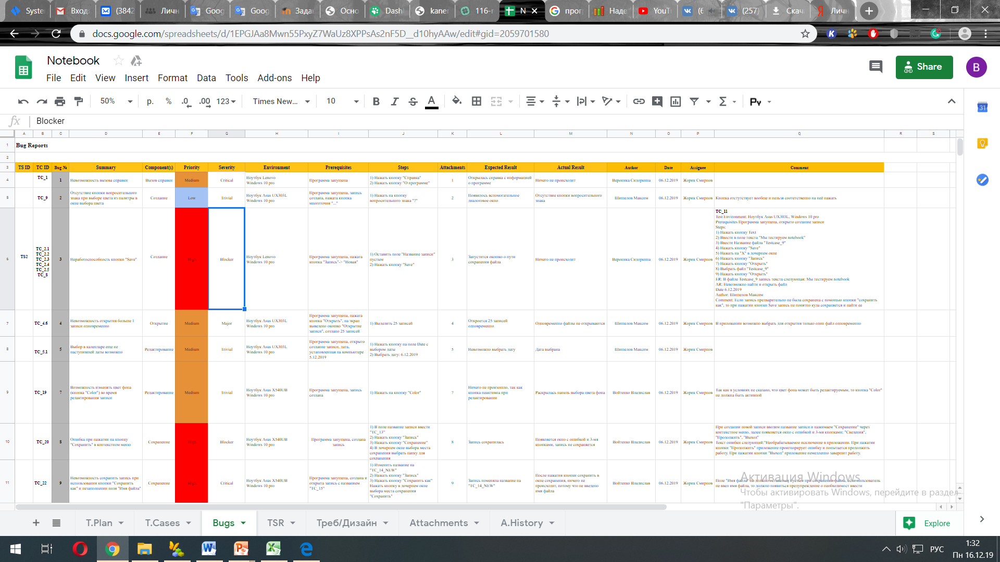 Syste
Вход
(3842
Личн
Goog
Goog
Зада
Осно
Dash
kaner
116-п
N
прог
Наде
YouT
(6
(257)
Скач
Личн
docs.google.com/spreadsheets/d/1EPGJAa8Mwn55PxyZ7WaUz8XPPsAs2nF5D__d10hyAAw/edit#gid=2059701580
Notebook
Share
B
File Edit View Insert Format Data Tools Add-ons Help
50% р. % .0 .00 123 Times New... 10 B I S A Σ Py
31
fx Blocker
A B C D E F G H I J K L M N O P Q R S
1 Bug Reports
2
3 TS ID TC ID Bug № Summary Component(s) Priority Severity Environment Prerequisites Steps Attachments Expected Result Actual Result Author Date Assignee Comment
4 TC_1 1 Невозможность вызова справки Вызов справки Medium Critical Ноутбук Lenovo
Windows 10 pro
Программа запущена
1) Нажать кнопку "Справка"
2) Нажать кнопку "О программе"
1
Открылась справка с информацией
о программе
Ничего не происходит Вероника Сидоркина 06.12.2019 Жорик Смирнов
5 TC_9 2
Отсутствие кнопки вопросительного
знака при выборе цвета из палитры в
окне выбора цвета
Создание Low Trivial
Ноутбук Asus UX303L
Windows 10 pro
Программа запущена, запись
создана, нажата кнопка
многоточия "..."
1) Нажать на кнопку
вопросительного знака "?"
2
Появилось вспомогательное
диалоговое окно
Отсутствие кнопки вопросительного
знака
Шишелов Максим 06.12.2019 Жорик Смирнов Кнопка отстутствует вообще и нельзя соотетственно на неё нажать
6 TS2
TC_2.1
TC_2.2
TC_2.3
TC_2.4
TC_2.5
TC_8
3 Неработоспособность кнопки "Save" Создание High Blocker
Ноутбук Lenovo
Windows 10 pro
Программа запущена, нажата
кнопка "Запись"-> "Новая"
1) Оставить поле "Название записи"
пустым
2) Нажать кнопку "Save"
3
Запустится окошко о пути
сохранения файла
Ничего не происходит Вероника Сидоркина 06.12.2019 Жорик Смирнов
TC_11
Test Environment: Ноутбук Asus UX303L, Windows 10 pro
Prerequisites Программа запущена, открыто создание записи
Steps:
1) Нажать кнопку Text
2) Ввести в поле текста "Мы тестируем notebook"
3) Ввести Название файла "Testcase_9"
4) Нажать кнопку "Save"
5) Нажать на "X" в дочернем окне
6) Нажать кнопку "Запись"
7) Нажать кнопку "Открыть"
8) Выбрать файл "Testcase_9"
9) Нажать кнопку "Открыть"
ER: В файле Testcase_9 запись текста следующая: Мы тестируем notebook
AR: Невозможно найти и открыть файл
Date 6.12.2019
Author: Шишелов Максим
Comment: Если запись предварительно не была сохранена с помощью кнопки "сохранить
как", то при нажатии кнопки Save запись не понятно куда сохраняется и найти ее
7 TC_4.6 4
Невозможность открытия больше 1
записи одновременно
Открытие Medium Major
Ноутбук Asus UX303L
Windows 10 pro
Программа запущена, нажата
кнопка "Открыть", на экран
выведено окошко "Открытие
записи", создано 25 записей
1) Выделить 25 записей
4
Откроется 25 записей
одновременно
Одновременно файлы не открываются Шишелов Максим 06.12.2019 Жорик Смирнов В приложении возможно выбрать для открытия только один файл одновременно
8 TC_5.1 5
Выбор в календаре еще не
наступившей даты возможно
Редактирование Medium Trivial
Ноутбук Asus UX303L
Windows 10 pro
Программа запущена, открыто
создание записи, дата,
установленная на компьютере
5.12.2019
1) Нажать кнопку на поле Date с
выбором даты
2) Выбрать дату: 6.12.2019
5 Невозможно выбрать дату Дата выбрана Шишелов Максим 06.12.2019 Жорик Смирнов
9 TC_19 7
Возможность изменять цвет фона
(кнопка "Color") во время
редактирования записи
Редактирование Medium Trivial
Ноутбук Asus X540UB
Windows 10 pro
Программа запущена, запись
создана
1) Нажать на кнопку "Color"
7
Ничего не произошло, так как
кнопка неактивна при
редактировании
Раскрылась панель выбора цвета фона Войтенко Владислав 06.12.2019 Жорик Смирнов
Так как в условиях не сказано, что цвет фона может быть редактируемым, то кнопка "Color"
не должна быть активной
10 TC_20 8
Ошибка при нажатии на кнопку
"Сохранить" в контекстном меню
Сохранение High Blocker
Ноутбук Asus X540UB
Windows 10 pro
Программа запущена, создана
запись
1) В поле название записи ввести
"TC_13"
2) Нажать кнопку "Запись"
3) Нажать кнопку "Сохранение"
4) В дочернем окне выбора места
сохранения выбрать папку для
сохранения
8 Запись сохранилась
Появляется окно с ошибкой и 3-мя
кнопками, запись не сохраняется
Войтенко Владислав 06.12.2019 Жорик Смирнов
При создании новой записи вводим название записи и нажимаем "Сохранение" через
контекстное меню, далее появляется окно с ошибкой и 3-мя кнопками: "Сведения",
"Продолжить", "Выход"
Текст ошибки следующий:"Необрабатываемое исключение в приложении. При нажатии
кнопки "Продолжить" приложение проигнорирует ошибку и попытается продолжить
работу. При нажатии кнопки "Выход" приложение немедленно завершит работу.
11 TC_22 9
Невозможность сохранить запись при
использовании кнопки "Сохранить
как" и незаполнении поля "Имя файла"
Сохранение High Critical
Ноутбук Asus X540UB
Windows 10 pro
Программа запущена, создана и
открыта запись с названием
"TC_15"
1) Изменить название на
"TC_14_NEW"
2) Нажать кнопку "Запись"
3) Нажать кнопку "Сохранить как"
Нажать кнопку в дочернем окне
выбора места сохранения
"Сохранить"
9
Запись поменяла название на
"TC_14_NEW"
После нажатия кнопки сохранить в
окне сохранения, ничего не
происходит, потому что не введено
имя файла
Войтенко Владислав 06.12.2019 Жорик Смирнов
Поле "Имя файла" не должно оставаться пустым при сохранении файла, если пользователь
не ввел имя файла, то должно появиться предупреждение о необходимост ввести
Активация Windows
Чтобы активировать Windows, перейдите в раздел
"Параметры".
T.Plan T.Cases Bugs TSR Треб/Дизайн Attachments A.History Explore
РУС
1:32
Пн 16.12.19